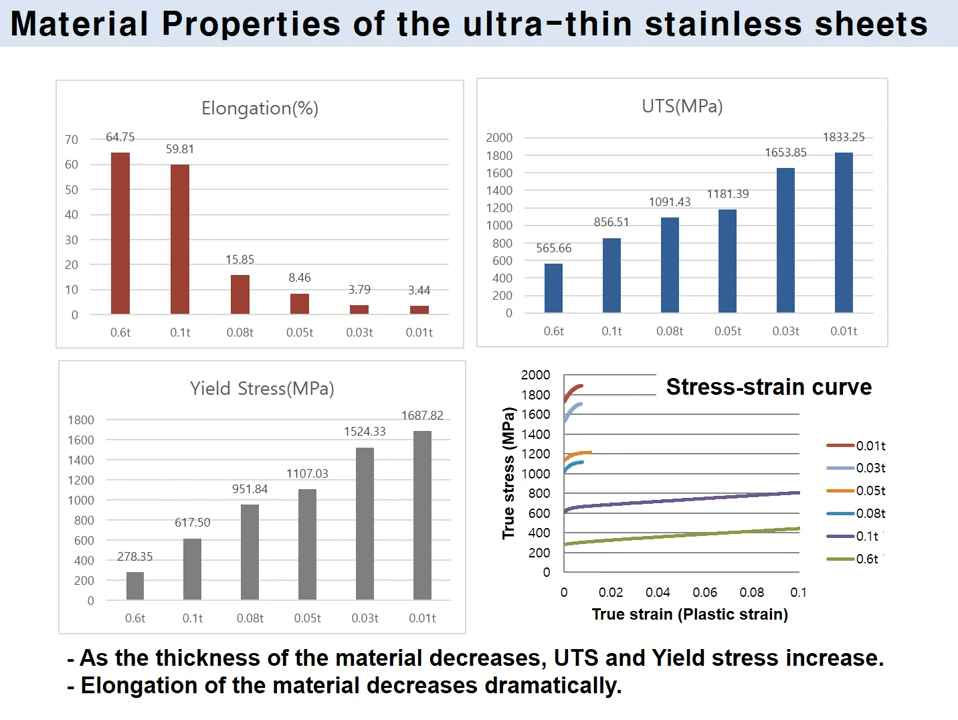 Material Properties of the ultra-thin stainless sheets
Elongation(%)
70
60
50
40
30
20
10
0
64.75
59.81
15.85
8.46
3.79
3.44
0.6t
0.1t
0.08t
0.05t
0.03t
0.01t
UTS(MPa)
2000
1800
1600
1400
1200
1000
800
600
400
200
0
565.66
856.51
1091.43
1181.39
1653.85
1833.25
0.6t
0.1t
0.08t
0.05t
0.03t
0.01t
Yield Stress(MPa)
1800
1600
1400
1200
1000
800
600
400
200
0
278.35
617.50
951.84
1107.03
1524.33
1687.82
0.6t
0.1t
0.08t
0.05t
0.03t
0.01t
Stress-strain curve
True stress (MPa)
2000
1800
1600
1400
1200
1000
800
600
400
200
0
0
0.02
0.04
0.06
0.08
0.1
True strain (Plastic strain)
0.01t
0.03t
0.05t
0.08t
0.1t
0.6t
- As the thickness of the material decreases, UTS and Yield stress increase.
- Elongation of the material decreases dramatically.